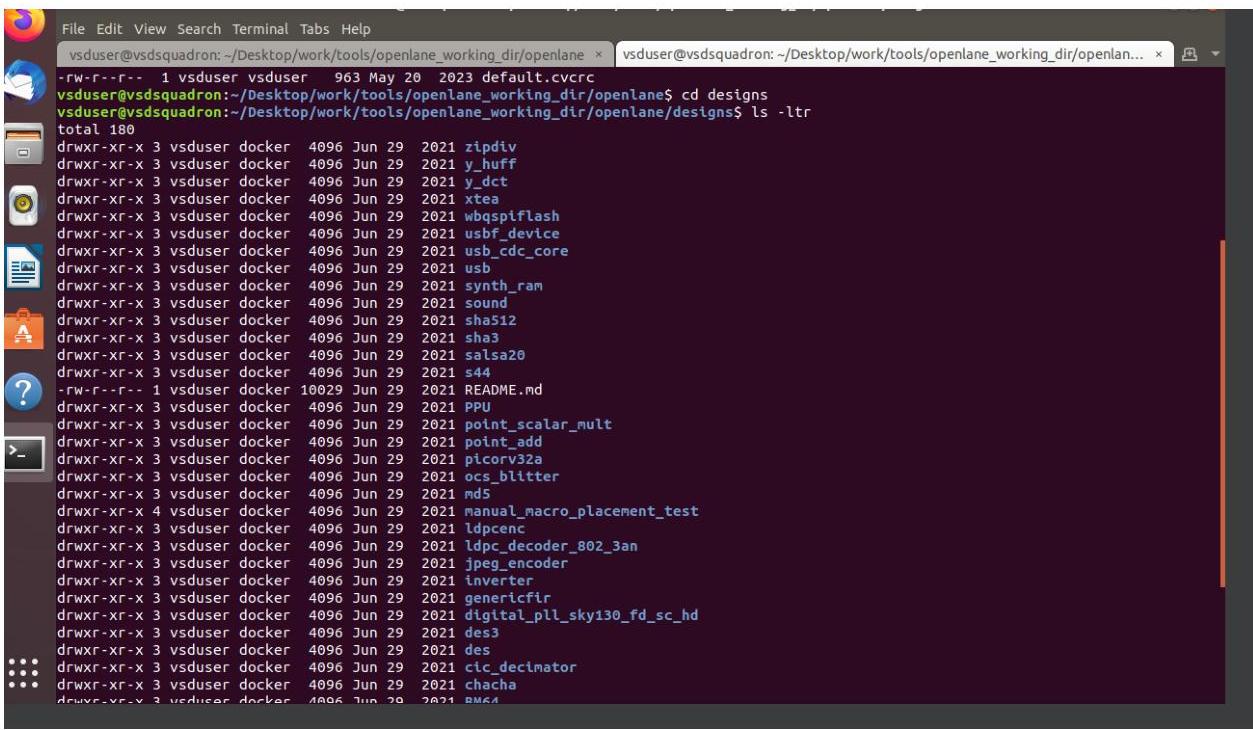 File Edit View Search Terminal Tabs Help
vsduser@vsdsquadron: ~/Desktop/work/tools/openlane_working_dir/openlane × vsduser@vsdsquadron: ~/Desktop/work/tools/openlane_working_dir/openlan... ×
-rw-r--r-- 1 vsduser vsduser 963 May 20 2023 default.cvcrc
vsduser@vsdsquadron:~/Desktop/work/tools/openlane_working_dir/openlane$ cd designs
vsduser@vsdsquadron:~/Desktop/work/tools/openlane_working_dir/openlane/designs$ ls -ltr
total 180
drwxr-xr-x 3 vsduser docker 4096 Jun 29 2021 zipdiv
drwxr-xr-x 3 vsduser docker 4096 Jun 29 2021 y_huff
drwxr-xr-x 3 vsduser docker 4096 Jun 29 2021 y_dct
drwxr-xr-x 3 vsduser docker 4096 Jun 29 2021 xtea
drwxr-xr-x 3 vsduser docker 4096 Jun 29 2021 wbqspiflash
drwxr-xr-x 3 vsduser docker 4096 Jun 29 2021 usbf_device
drwxr-xr-x 3 vsduser docker 4096 Jun 29 2021 usb_cdc_core
drwxr-xr-x 3 vsduser docker 4096 Jun 29 2021 usb
drwxr-xr-x 3 vsduser docker 4096 Jun 29 2021 synth_ram
drwxr-xr-x 3 vsduser docker 4096 Jun 29 2021 sound
drwxr-xr-x 3 vsduser docker 4096 Jun 29 2021 sha512
drwxr-xr-x 3 vsduser docker 4096 Jun 29 2021 sha3
drwxr-xr-x 3 vsduser docker 4096 Jun 29 2021 salsa20
drwxr-xr-x 3 vsduser docker 4096 Jun 29 2021 s44
-rw-r--r-- 1 vsduser docker 10029 Jun 29 2021 README.md
drwxr-xr-x 3 vsduser docker 4096 Jun 29 2021 PPU
drwxr-xr-x 3 vsduser docker 4096 Jun 29 2021 point_scalar_mult
drwxr-xr-x 3 vsduser docker 4096 Jun 29 2021 point_add
drwxr-xr-x 3 vsduser docker 4096 Jun 29 2021 picorv32a
drwxr-xr-x 3 vsduser docker 4096 Jun 29 2021 ocs_blitter
drwxr-xr-x 3 vsduser docker 4096 Jun 29 2021 md5
drwxr-xr-x 4 vsduser docker 4096 Jun 29 2021 manual_macro_placement_test
drwxr-xr-x 3 vsduser docker 4096 Jun 29 2021 ldpcenc
drwxr-xr-x 3 vsduser docker 4096 Jun 29 2021 ldpc_decoder_802_3an
drwxr-xr-x 3 vsduser docker 4096 Jun 29 2021 jpeg_encoder
drwxr-xr-x 3 vsduser docker 4096 Jun 29 2021 inverter
drwxr-xr-x 3 vsduser docker 4096 Jun 29 2021 genericfir
drwxr-xr-x 3 vsduser docker 4096 Jun 29 2021 digital_pll_sky130_fd_sc_hd
drwxr-xr-x 3 vsduser docker 4096 Jun 29 2021 des3
drwxr-xr-x 3 vsduser docker 4096 Jun 29 2021 des
drwxr-xr-x 3 vsduser docker 4096 Jun 29 2021 cic_decimator
drwxr-xr-x 3 vsduser docker 4096 Jun 29 2021 chacha
drwxr-xr-x 3 vsduser docker 4096 Jun 29 2021 BM64